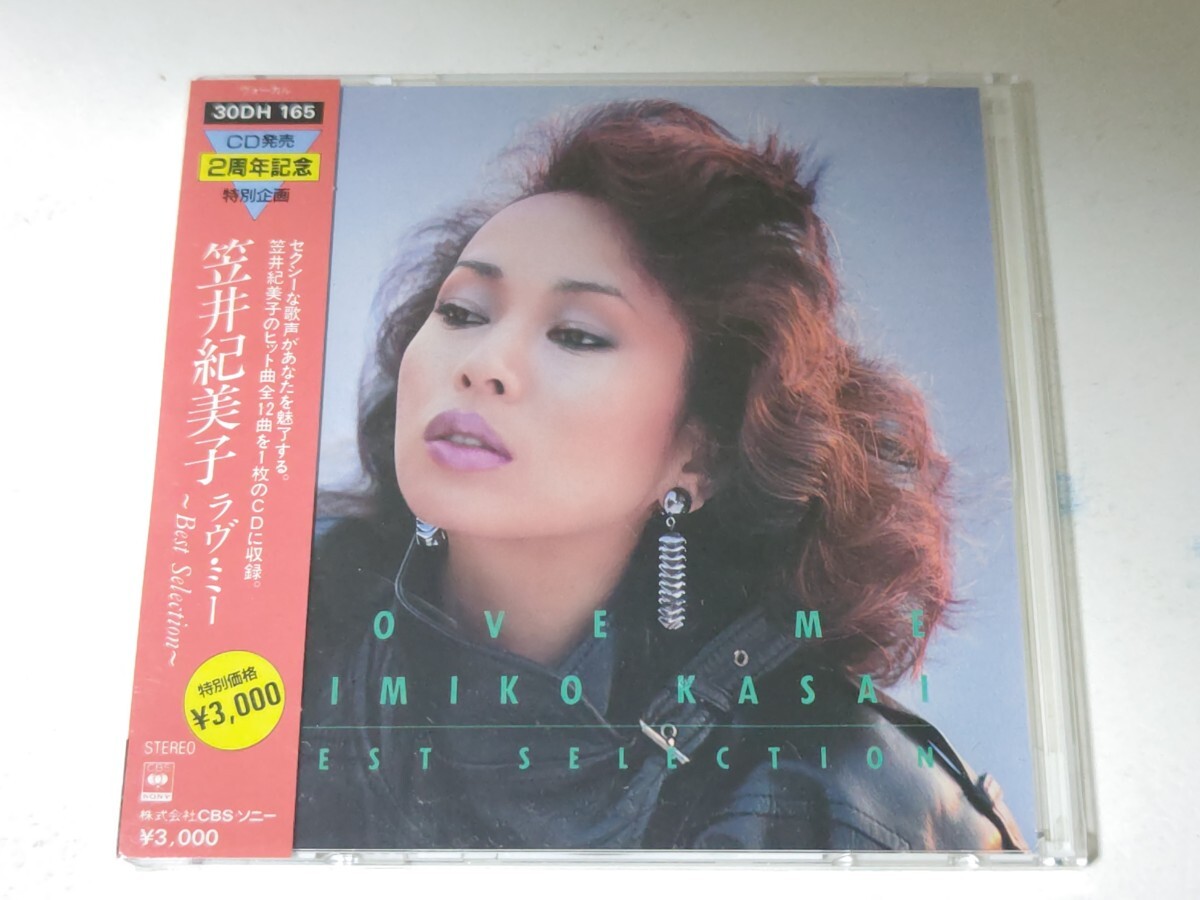 ヴォーカル
30DH 165
CD発売
2周年記念
特別企画
セクシーな歌声があなたを魅了する。
笠井紀美子のヒット曲全12曲を1枚のCDに収録。
笠井紀美子 ラヴ・ミー
~Best Selection~
特別価格
¥3,000
STEREO
CBS
SONY
株式会社CBS・ソニー
¥3,000
OVE ME
IMIKO KASAI
EST SELECTION